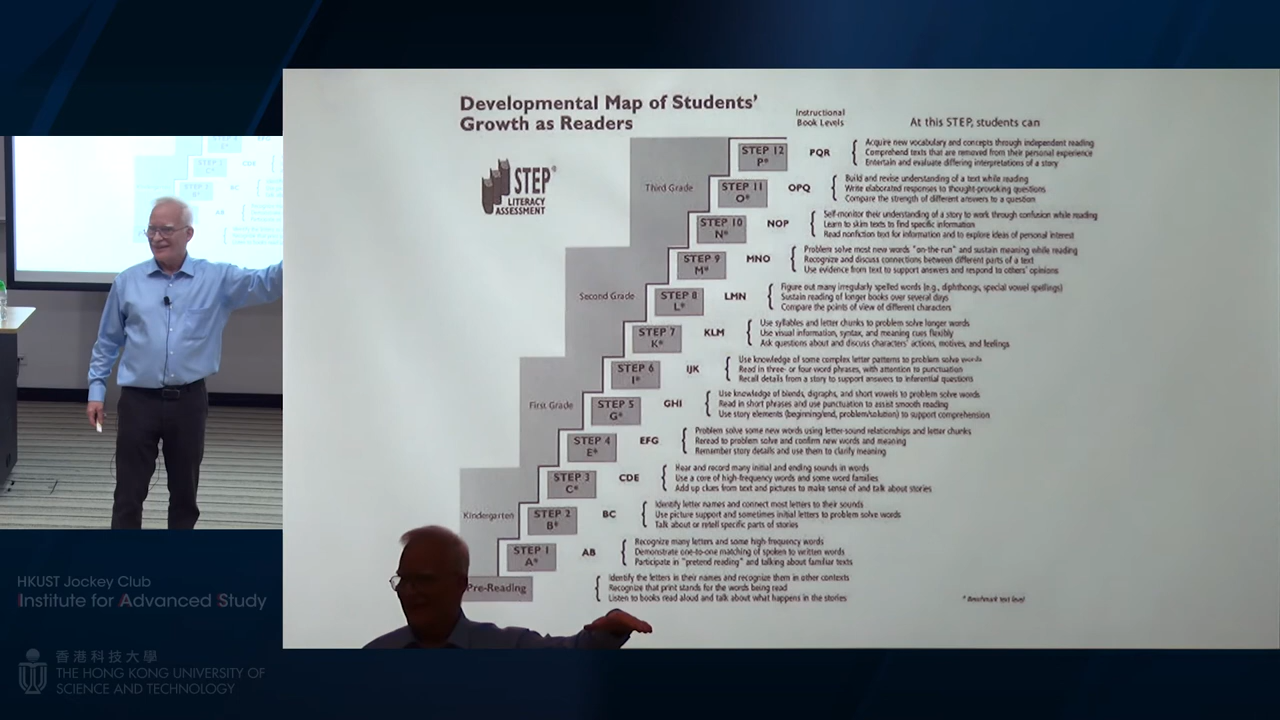 Developmental Map of Students'
Growth as Readers
Instructional
Book Levels
At this STEP, students can
STEP®
LITERACY
ASSESSMENT
Third Grade
STEP 12
P*
PQR
Acquire new vocabulary and concepts through independent reading
Comprehend texts that are removed from their personal experience
Entertain and evaluate differing interpretations of a story
STEP 11
O*
OPQ
Build and revise understanding of a text while reading
Write elaborated responses to thought-provoking questions
Compare the strength of different answers to a question
STEP 10
N*
NOP
Self-monitor their understanding of a story to work through confusion while reading
Learn to skim texts to find specific information
Read nonfiction text for information and to explore ideas of personal interest
Second Grade
STEP 9
M*
MNO
Problem solve most new words "on-the-run" and sustain meaning while reading
Recognize and discuss connections between different parts of a text
Use evidence from text to support answers and respond to others' opinions
STEP 8
L*
LMN
Figure out many irregularly spelled words (e.g., diphthongs, special vowel spellings)
Sustain reading of longer books over several days
Compare the points of view of different characters
STEP 7
K*
KLM
Use syllables and letter chunks to problem solve longer words
Use visual information, syntax, and meaning cues flexibly
Ask questions about and discuss characters' actions, motives, and feelings
First Grade
STEP 6
I*
IJK
Use knowledge of some complex letter patterns to problem solve words
Read in three- or four word phrases, with attention to punctuation
Recall details from a story to support answers to inferential questions
STEP 5
G*
GHI
Use knowledge of blends, digraphs, and short vowels to problem solve words
Read in short phrases and use punctuation to assist smooth reading
Use story elements (beginning/end, problem/solution) to support comprehension
STEP 4
E*
EFG
Problem solve some new words using letter-sound relationships and letter chunks
Reread to problem solve and confirm new words and meaning
Remember story details and use them to clarify meaning
Kindergarten
STEP 3
C*
CDE
Hear and record many initial and ending sounds in words
Use a core of high-frequency words and some word families
Add up clues from text and pictures to make sense of and talk about stories
STEP 2
B*
BC
Identify letter names and connect most letters to their sounds
Use picture support and sometimes initial letters to problem solve words
Talk about or retell specific parts of stories
STEP 1
A*
AB
Recognize many letters and some high-frequency words
Demonstrate one-to-one matching of spoken to written words
Participate in "pretend reading" and talking about familiar texts
Pre-Reading
Identify the letters in their names and recognize them in other contexts
Recognize that print stands for the words being read
Listen to books read aloud and talk about what happens in the stories
* Benchmark text level
HKUST Jockey Club
Institute for Advanced Study
香港科技大學
THE HONG KONG UNIVERSITY OF
SCIENCE AND TECHNOLOGY